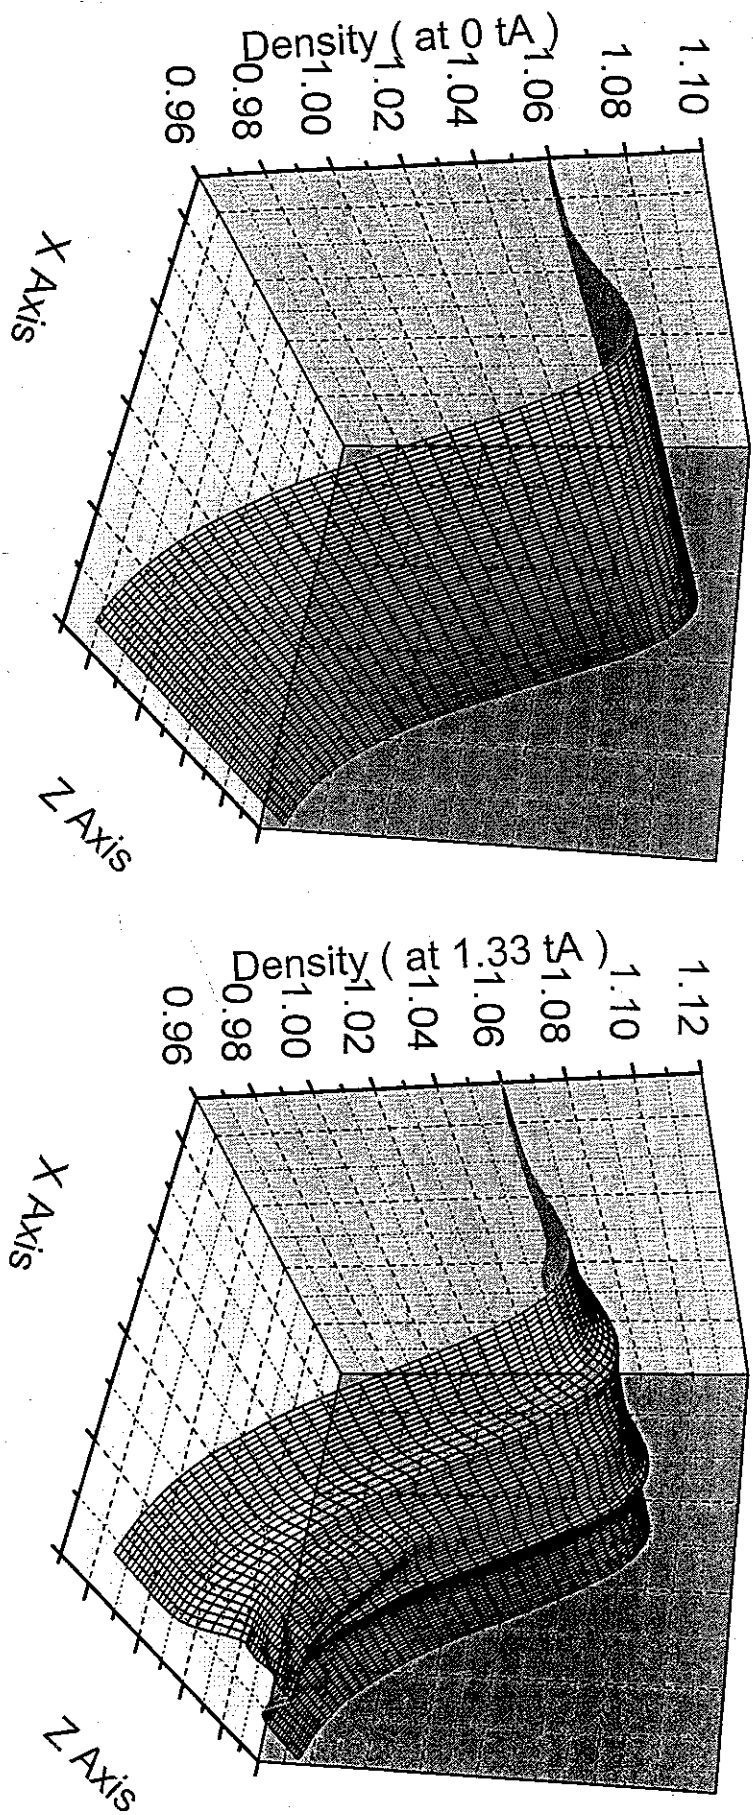 Density ( at 0 tA )
1.10
1.08
1.06
1.04
1.02
1.00
0.98
0.96
X Axis
Z Axis
Density ( at 1.33 tA )
1.12
1.10
1.08
1.06
1.04
1.02
1.00
0.98
0.96
X Axis
Z Axis